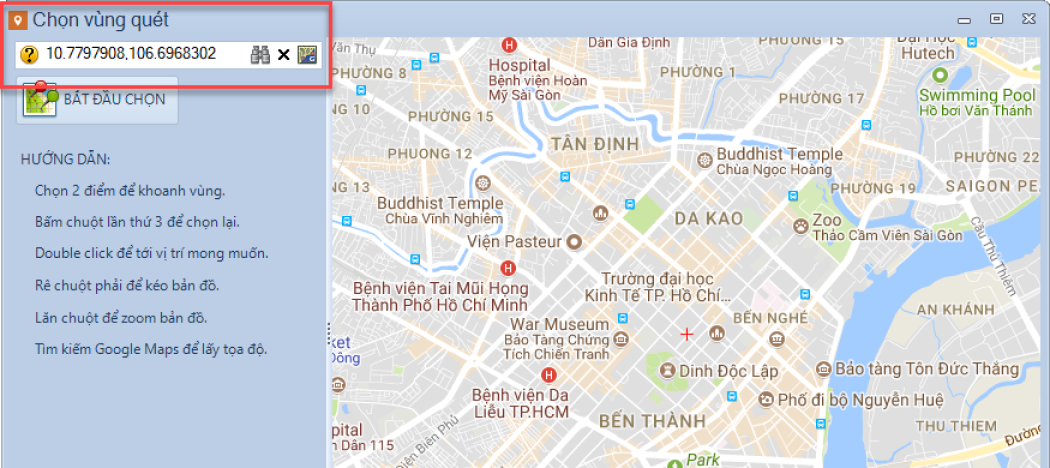 Chọn vùng quét
10.7797908,106.6968302
BẮT ĐẦU CHỌN
HƯỚNG DẪN:
Chọn 2 điểm để khoanh vùng.
Bấm chuột lần thứ 3 để chọn lại.
Double click để tới vị trí mong muốn.
Rê chuột phải để kéo bản đồ.
Lăn chuột để zoom bản đồ.
Tìm kiếm Google Maps để lấy tọa độ.
Văn Thụ
Dân Gia Định
PHƯỜNG 11
Đại Học
Hutech
Hospital
Bệnh viện Hoàn
Mỹ Sài Gòn
PHƯỜNG 8
PHƯỜNG 1
NG 10
PHƯỜNG 17
Swimming Pool
Hồ bơi Văn Thánh
PHƯỜNG 15
TÂN ĐỊNH
PHƯỜNG 12
Buddhist Temple
Chùa Ngọc Hoàng
PHƯỜNG 22
NG 13
PHƯỜNG 19
SAIGON PE
Buddhist Temple
Chùa Vĩnh Nghiêm
ĐA KAO
Zoo
Thảo Cầm Viên Sài Gòn
Cầu Thủ Thiêm
Viện Pasteur
Bệnh viện Tai Mũi Họng
Thành Phố Hồ Chí Minh
Trường đại học
Kinh Tế TP. Hồ Chí...
AN KHÁNH
War Museum
Bảo Tàng Chứng
Tích Chiến Tranh
BẾN NGHÉ
ket
Đông
Dinh Độc Lập
Bảo tàng Tôn Đức Thắng
Bệnh viện Da
Liễu TP.HCM
Phố đi bộ Nguyễn Huệ
BẾN THÀNH
THU THIEM
pital
n Dân 115
Điện Biên Phủ
Park
Đường